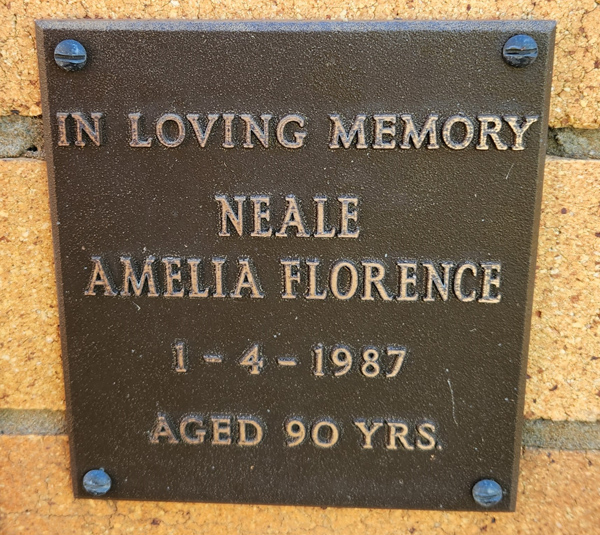 IN LOVING MEMORY
NEALE
AMELIA FLORENCE
1 - 4 - 1987
AGED 90 YRS.